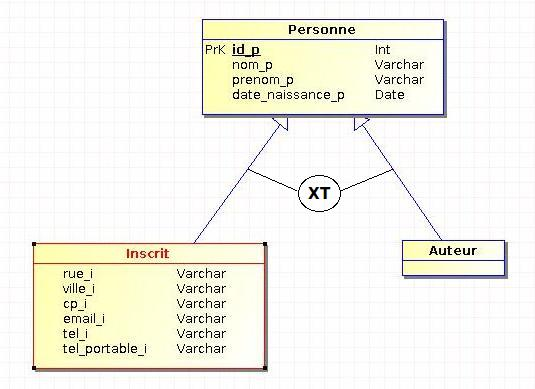 Personne
PrK id_p Int
nom_p Varchar
prenom_p Varchar
date_naissance_p Date
XT
Inscrit
rue_i Varchar
ville_i Varchar
cp_i Varchar
email_i Varchar
tel_i Varchar
tel_portable_i Varchar
Auteur